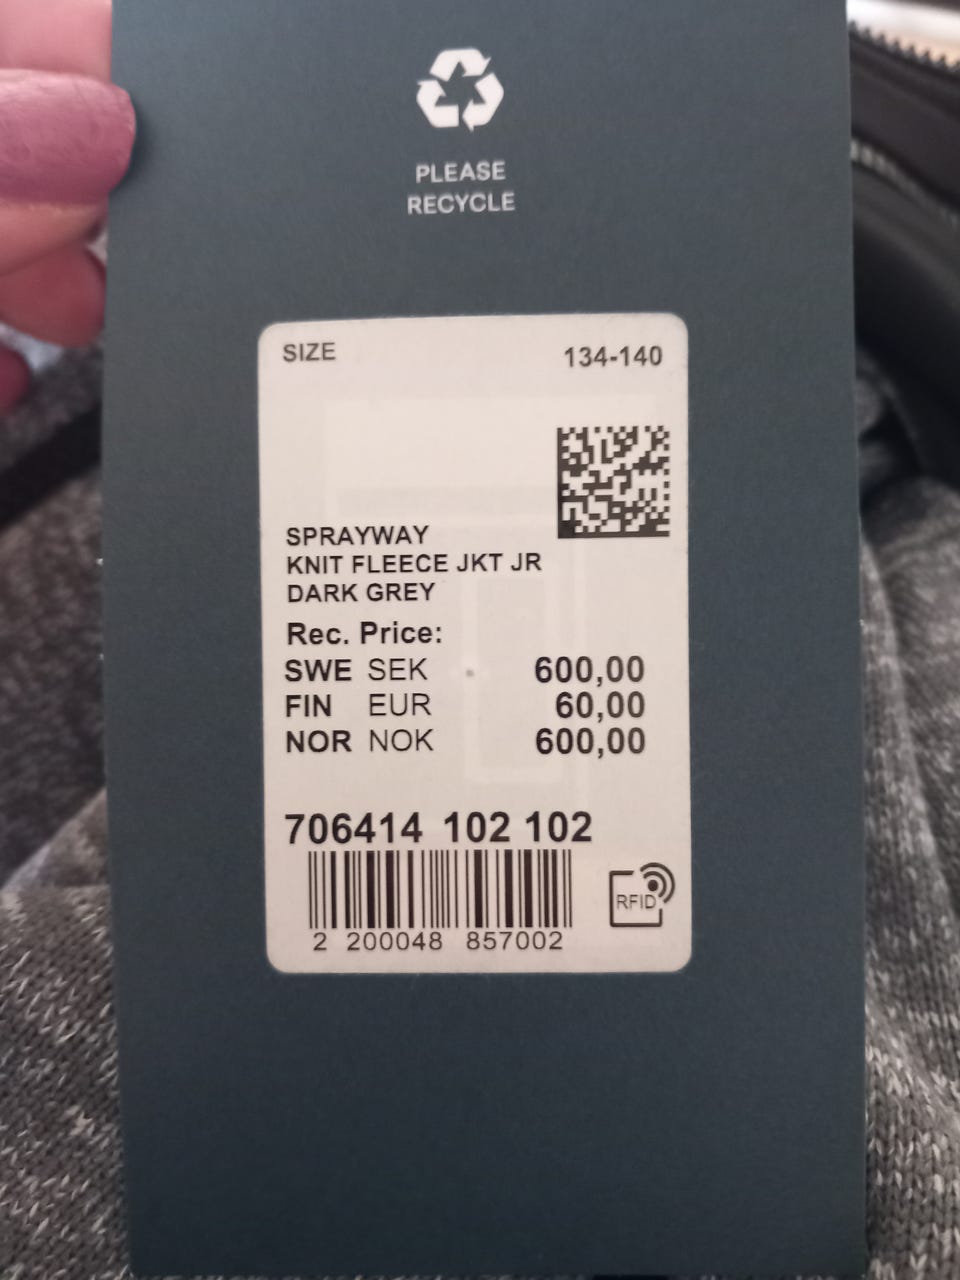 PLEASE
RECYCLE
SIZE 134-140
SPRAYWAY
KNIT FLEECE JKT JR
DARK GREY
Rec. Price:
SWE SEK 600,00
FIN EUR 60,00
NOR NOK 600,00
706414 102 102
2 200048 857002
RFID